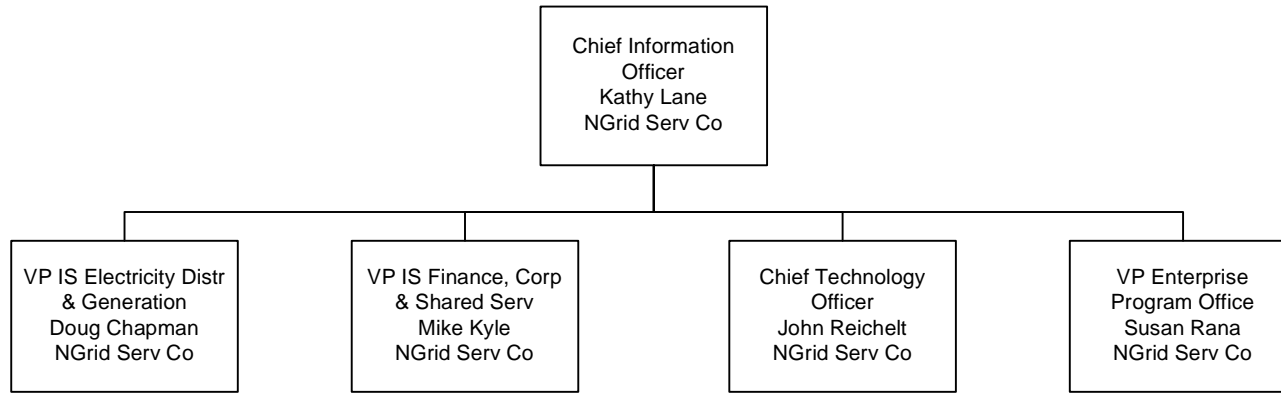 Chief Information
Officer
Kathy Lane
NGrid Serv Co
VP IS Electricity Distr
& Generation
Doug Chapman
NGrid Serv Co
VP IS Finance, Corp
& Shared Serv
Mike Kyle
NGrid Serv Co
Chief Technology
Officer
John Reichelt
NGrid Serv Co
VP Enterprise
Program Office
Susan Rana
NGrid Serv Co